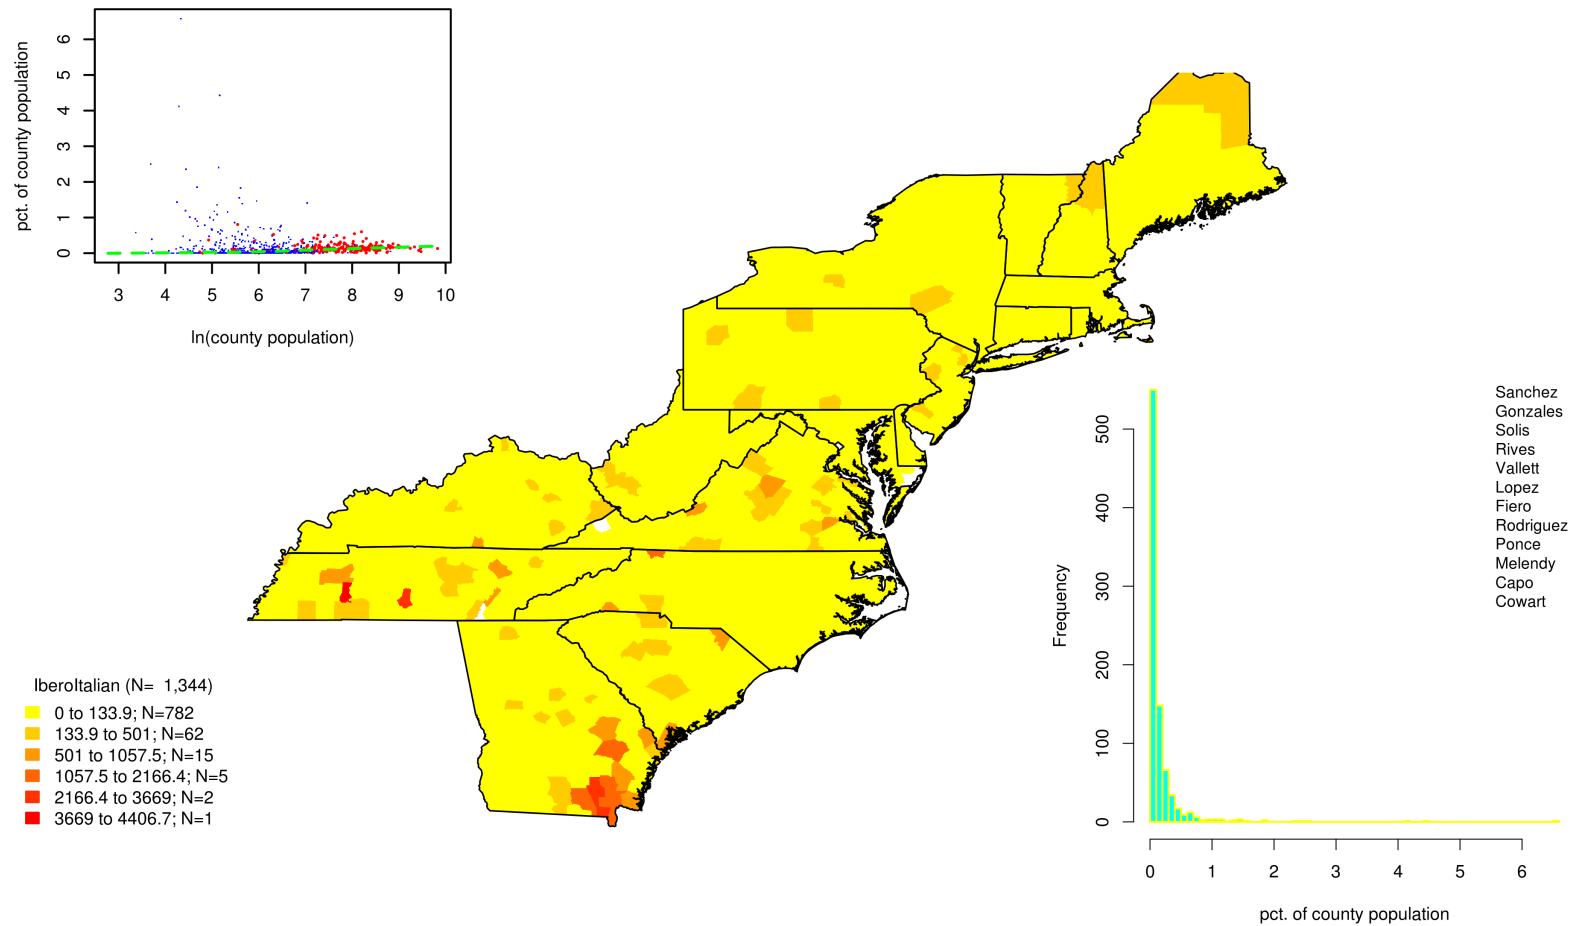 pct. of county population
6
5
4
3
2
1
0
3 4 5 6 7 8 9 10
ln(county population)
Sanchez
Gonzales
Solis
Rives
Vallett
Lopez
Fiero
Rodriguez
Ponce
Melendy
Capo
Cowart
Frequency
500
400
300
200
100
0
0 1 2 3 4 5 6
pct. of county population
IberoItalian (N= 1,344)
0 to 133.9; N=782
133.9 to 501; N=62
501 to 1057.5; N=15
1057.5 to 2166.4; N=5
2166.4 to 3669; N=2
3669 to 4406.7; N=1